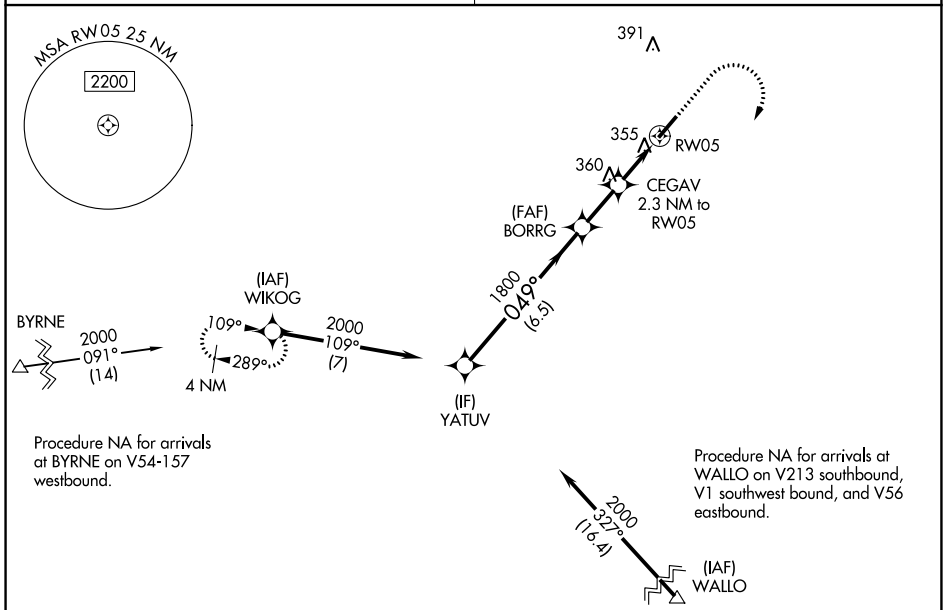 MSA RW05 25 NM
2200
391
355
RW05
360
CEGAV
2.3 NM to
RW05
(FAF)
BORRG
1800
049°
(6.5)
(IAF)
WIKOG
BYRNE
2000
091°
(14)
109°
289°
4 NM
2000
109°
(7)
(IF)
YATUV
Procedure NA for arrivals
at BYRNE on V54-157
westbound.
Procedure NA for arrivals at
WALLO on V213 southbound,
V1 southwest bound, and V56
eastbound.
2000
327°
(16.4)
(IAF)
WALLO